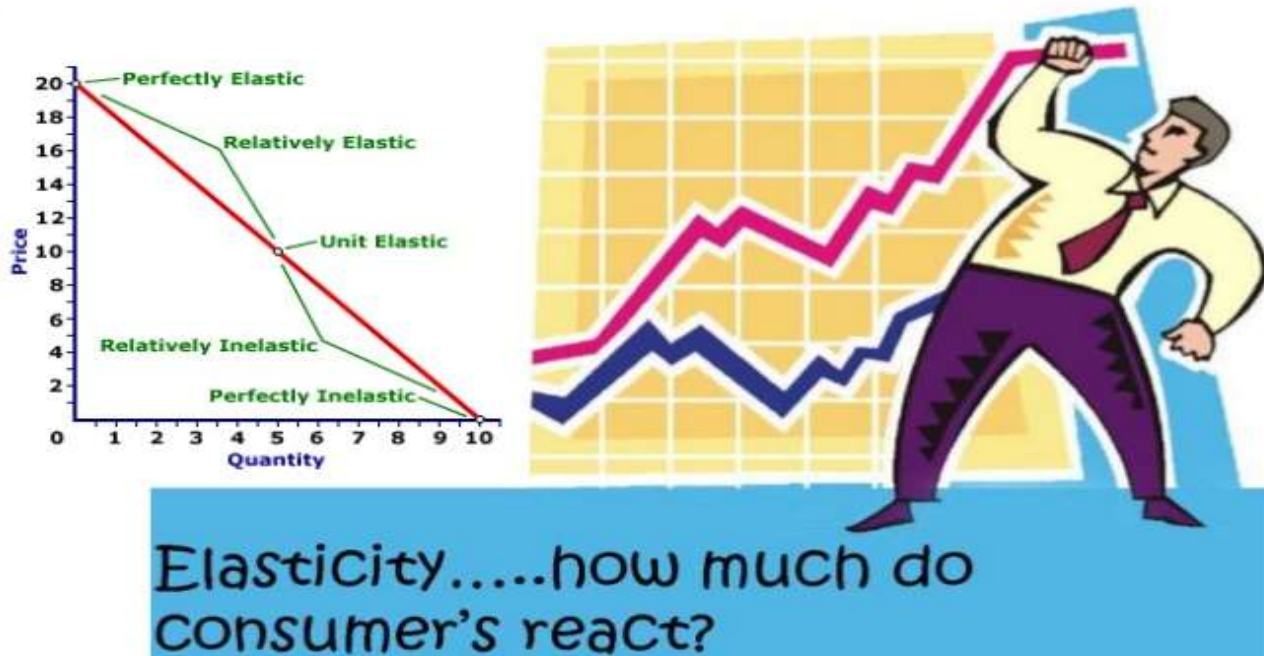 20
Perfectly Elastic
18
Relatively Elastic
16
14
12
Unit Elastic
10
Price
8
6
Relatively Inelastic
4
2
Perfectly Inelastic
0 1 2 3 4 5 6 7 8 9 10
Quantity
Elasticity.....how much do
consumer's react?